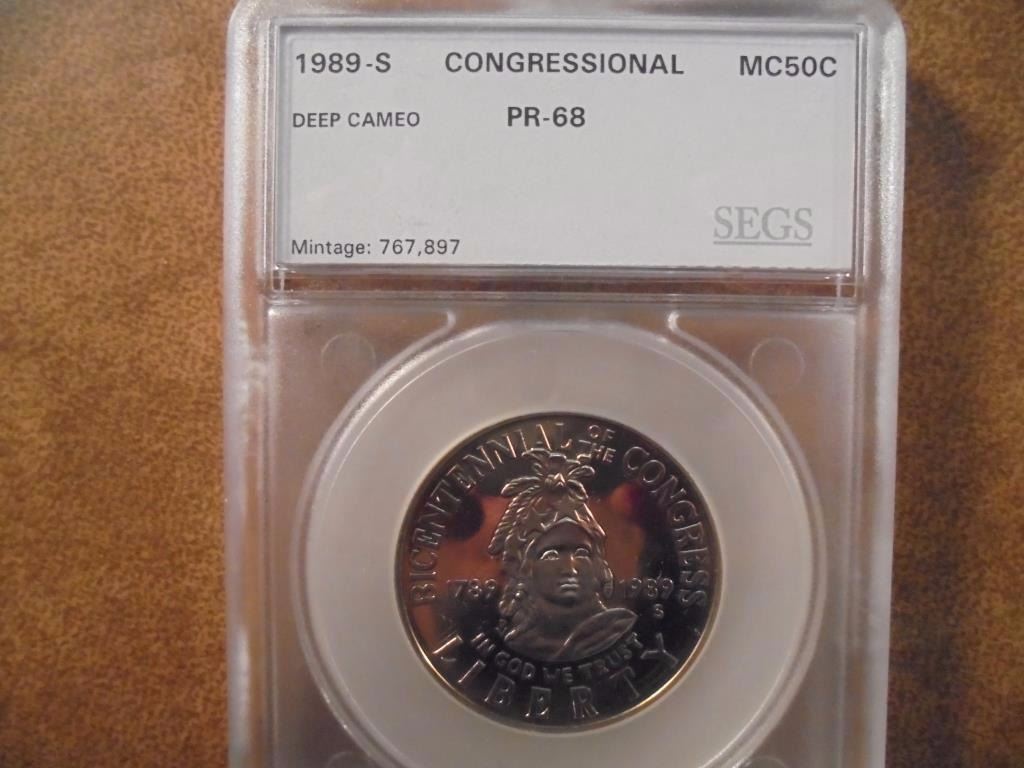 1989-S CONGRESSIONAL MC50C
DEEP CAMEO PR-68
SEGS
Mintage: 767,897
BICENTENNIAL OF THE CONGRESS
1789 1989
S
IN GOD WE TRUST
LIBERTY